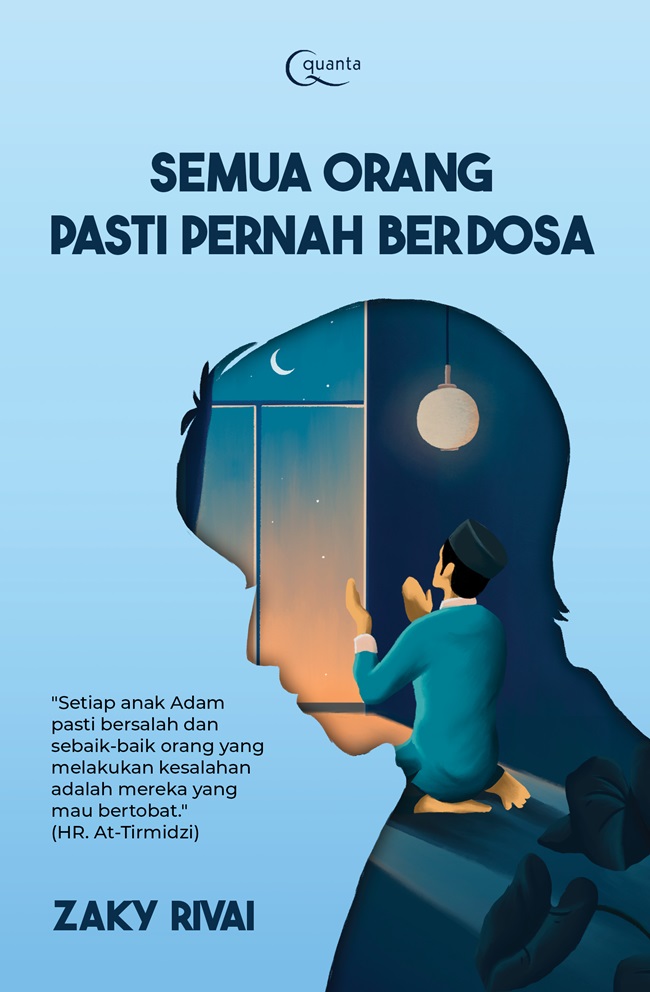 quanta
SEMUA ORANG
PASTI PERNAH BERDOSA
"Setiap anak Adam
pasti bersalah dan
sebaik-baik orang yang
melakukan kesalahan
adalah mereka yang
mau bertobat."
(HR. At-Tirmidzi)
ZAKY RIVAI